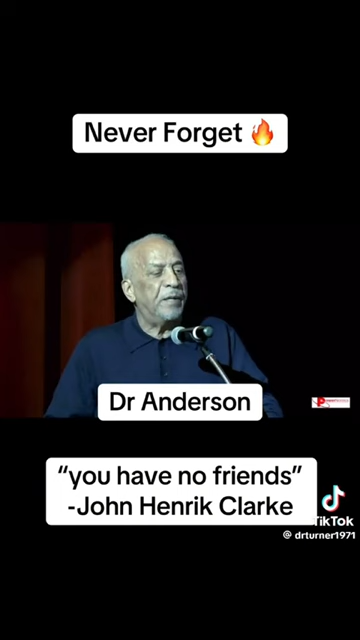 Never Forget 🔥
Dr Anderson
“you have no friends”
-John Henrik Clarke
TikTok
@ drturner1971